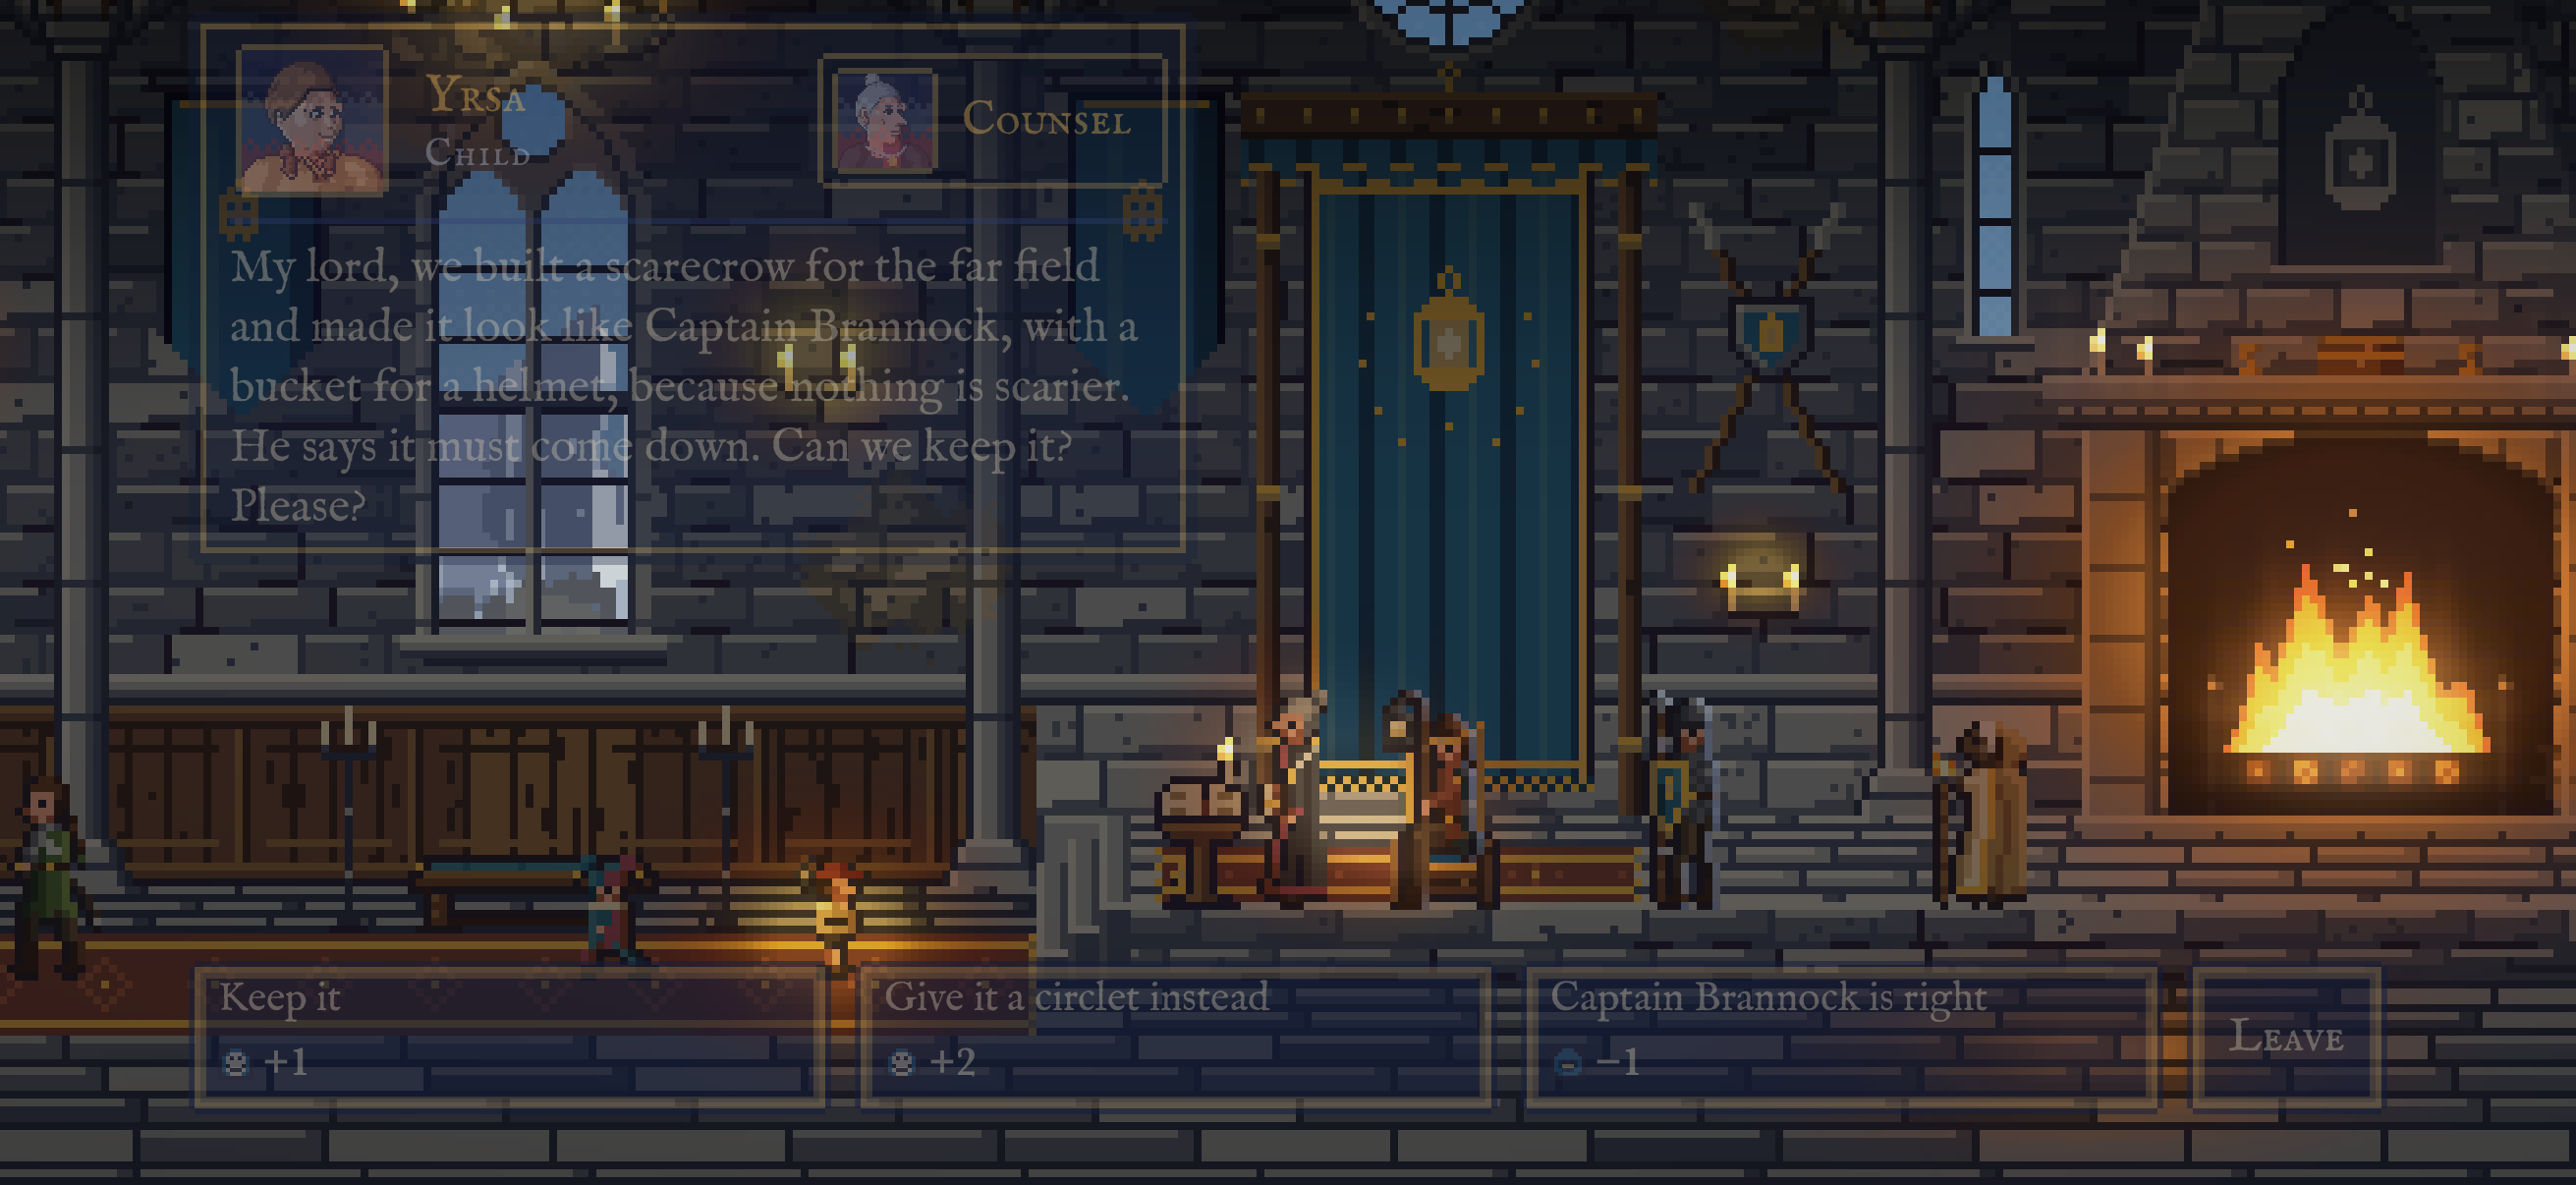 Yrsa
Child
Counsel
My lord, we built a scarecrow for the far field
and made it look like Captain Brannock, with a
bucket for a helmet, because nothing is scarier.
He says it must come down. Can we keep it?
Please?
Keep it
+1
Give it a circlet instead
+2
Captain Brannock is right
−1
Leave